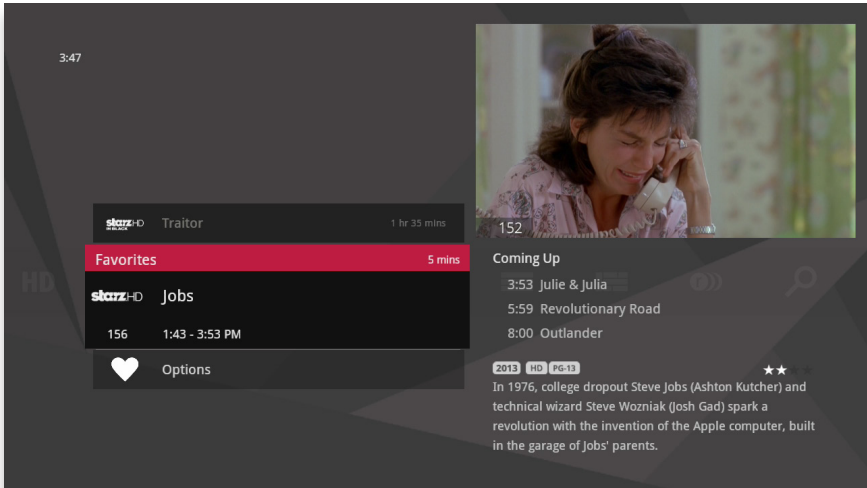 3:47
152
starz HD
IN BLACK
Traitor
1 hr 35 mins
Favorites
5 mins
starz HD
Jobs
156
1:43 - 3:53 PM
Options
Coming Up
3:53 Julie & Julia
5:59 Revolutionary Road
8:00 Outlander
HD
2013 HD PG-13
In 1976, college dropout Steve Jobs (Ashton Kutcher) and
technical wizard Steve Wozniak (Josh Gad) spark a
revolution with the invention of the Apple computer, built
in the garage of Jobs' parents.